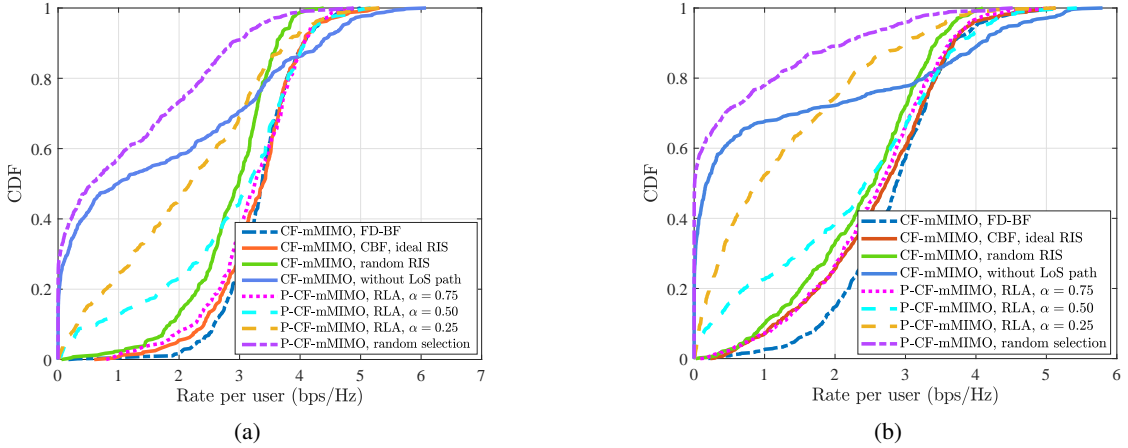 1
0.8
0.6
0.4
0.2
0
CDF
CF-mMIMO, FD-BF
CF-mMIMO, CBF, ideal RIS
CF-mMIMO, random RIS
CF-mMIMO, without LoS path
P-CF-mMIMO, RLA, α = 0.75
P-CF-mMIMO, RLA, α = 0.50
P-CF-mMIMO, RLA, α = 0.25
P-CF-mMIMO, random selection
0 1 2 3 4 5 6 7
Rate per user (bps/Hz)
(a)
1
0.8
0.6
0.4
0.2
0
CDF
CF-mMIMO, FD-BF
CF-mMIMO, CBF, ideal RIS
CF-mMIMO, random RIS
CF-mMIMO, without LoS path
P-CF-mMIMO, RLA, α = 0.75
P-CF-mMIMO, RLA, α = 0.50
P-CF-mMIMO, RLA, α = 0.25
P-CF-mMIMO, random selection
0 1 2 3 4 5 6
Rate per user (bps/Hz)
(b)